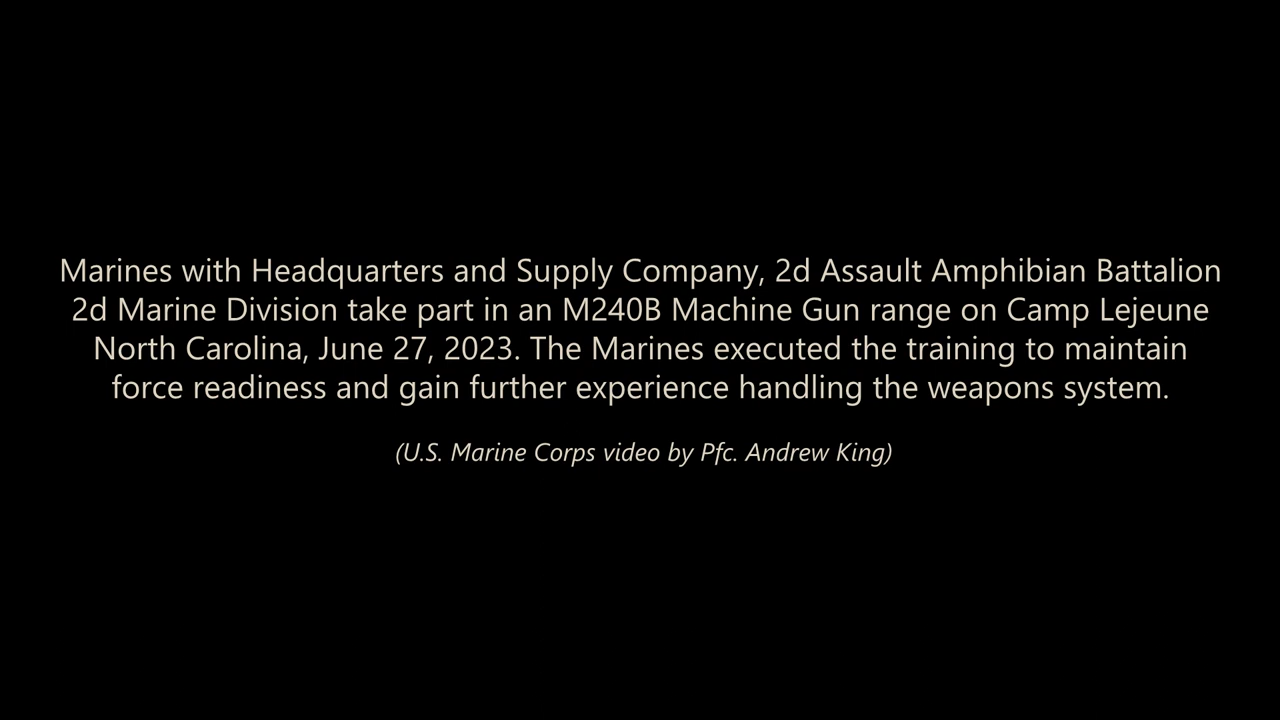 Marines with Headquarters and Supply Company, 2d Assault Amphibian Battalion
2d Marine Division take part in an M240B Machine Gun range on Camp Lejeune
North Carolina, June 27, 2023. The Marines executed the training to maintain
force readiness and gain further experience handling the weapons system.
(U.S. Marine Corps video by Pfc. Andrew King)